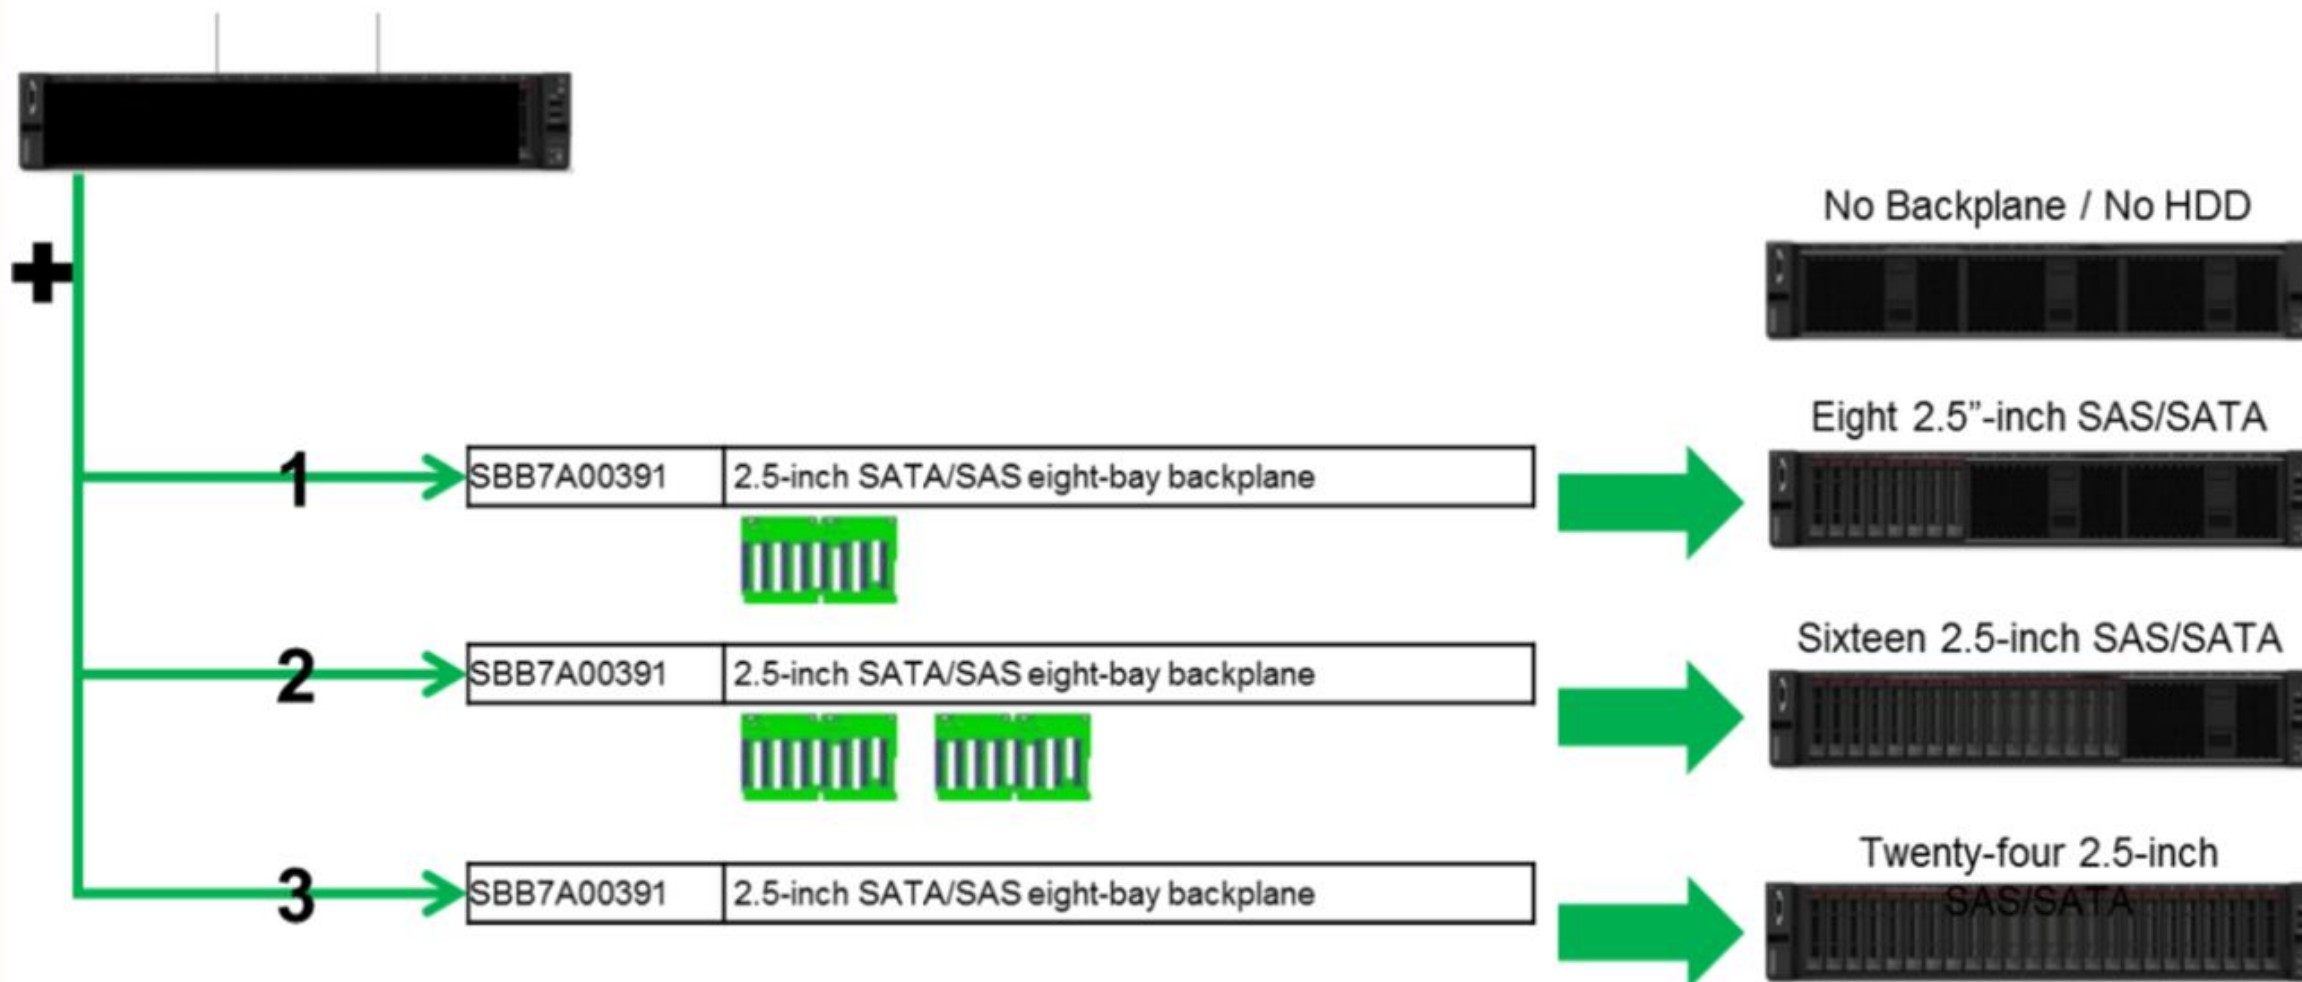 No Backplane / No HDD
Eight 2.5”-inch SAS/SATA
1 SBB7A00391 2.5-inch SATA/SAS eight-bay backplane
Sixteen 2.5-inch SAS/SATA
2 SBB7A00391 2.5-inch SATA/SAS eight-bay backplane
Twenty-four 2.5-inch
SAS/SATA
3 SBB7A00391 2.5-inch SATA/SAS eight-bay backplane